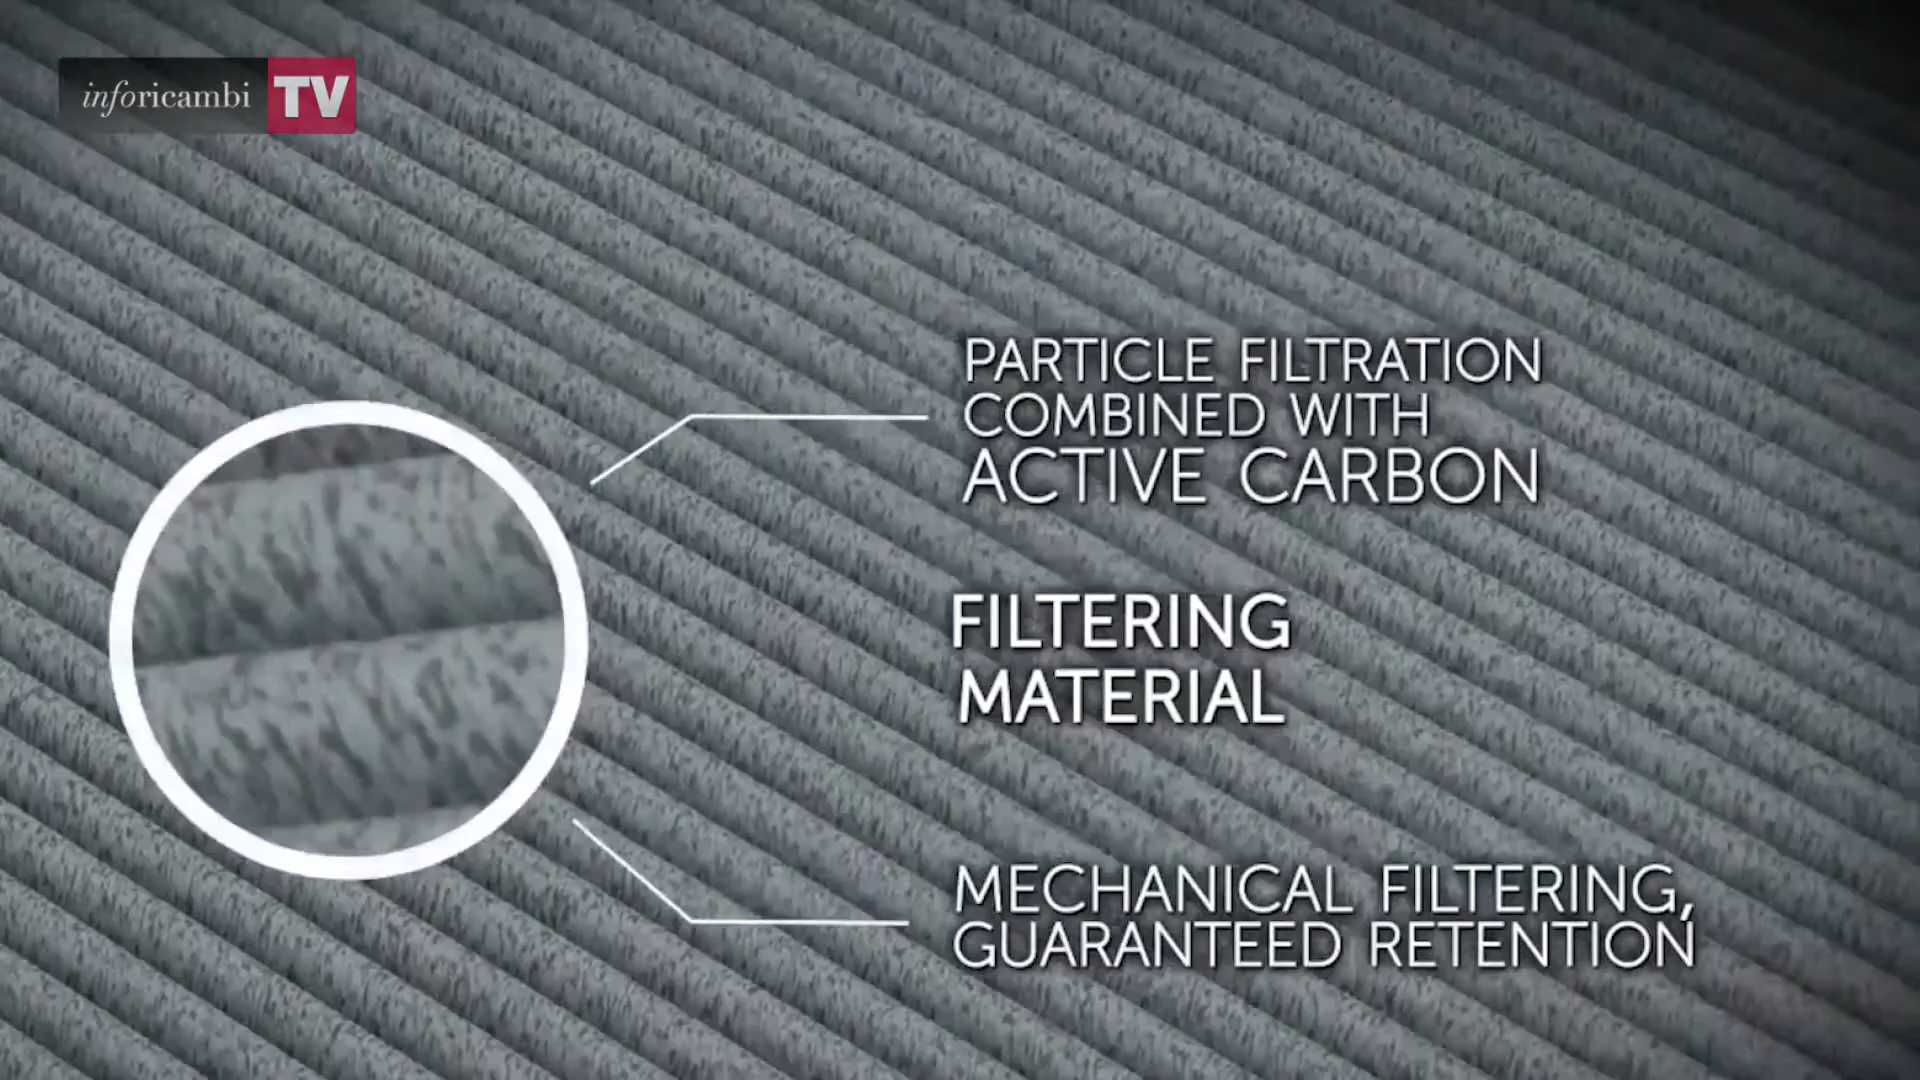 inforicambi TV
PARTICLE FILTRATION
COMBINED WITH
ACTIVE CARBON
FILTERING
MATERIAL
MECHANICAL FILTERING,
GUARANTEED RETENTION